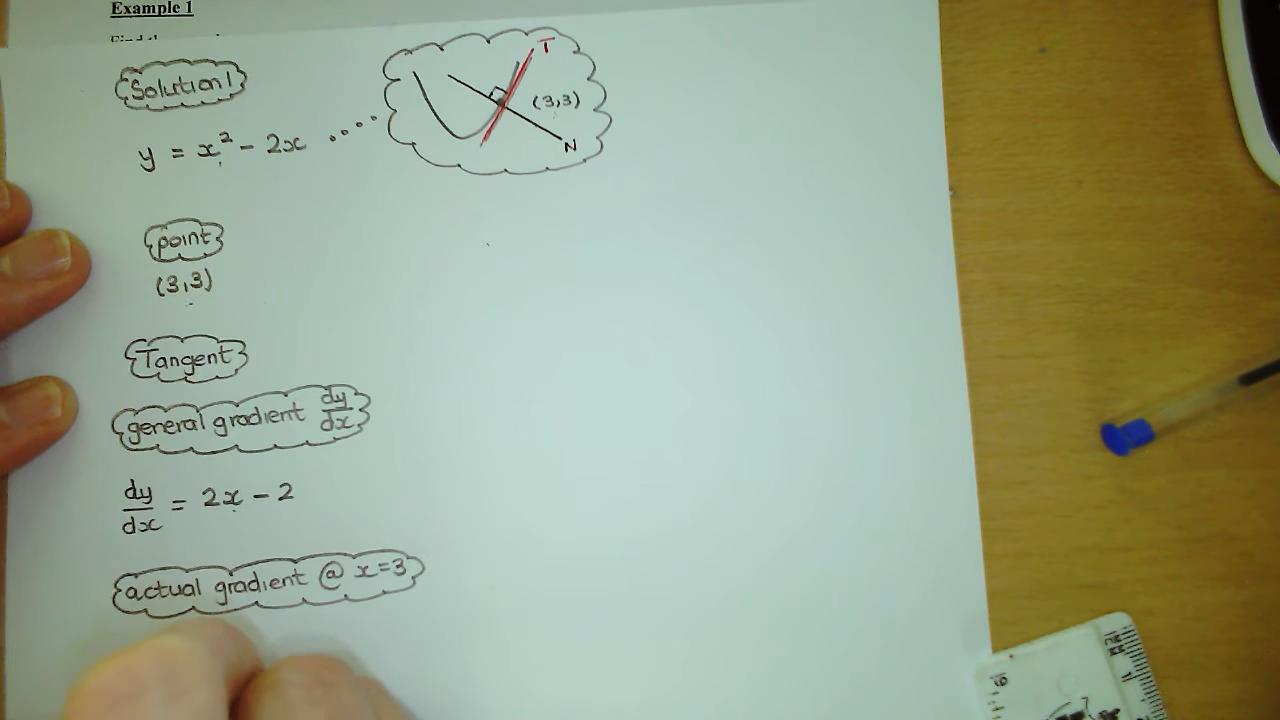 Example 1
Solution 1
y = x² - 2x ....
T
(3,3)
N
point
(3,3)
Tangent
general gradient dy/dx
dy/dx = 2x - 2
actual gradient @ x=3